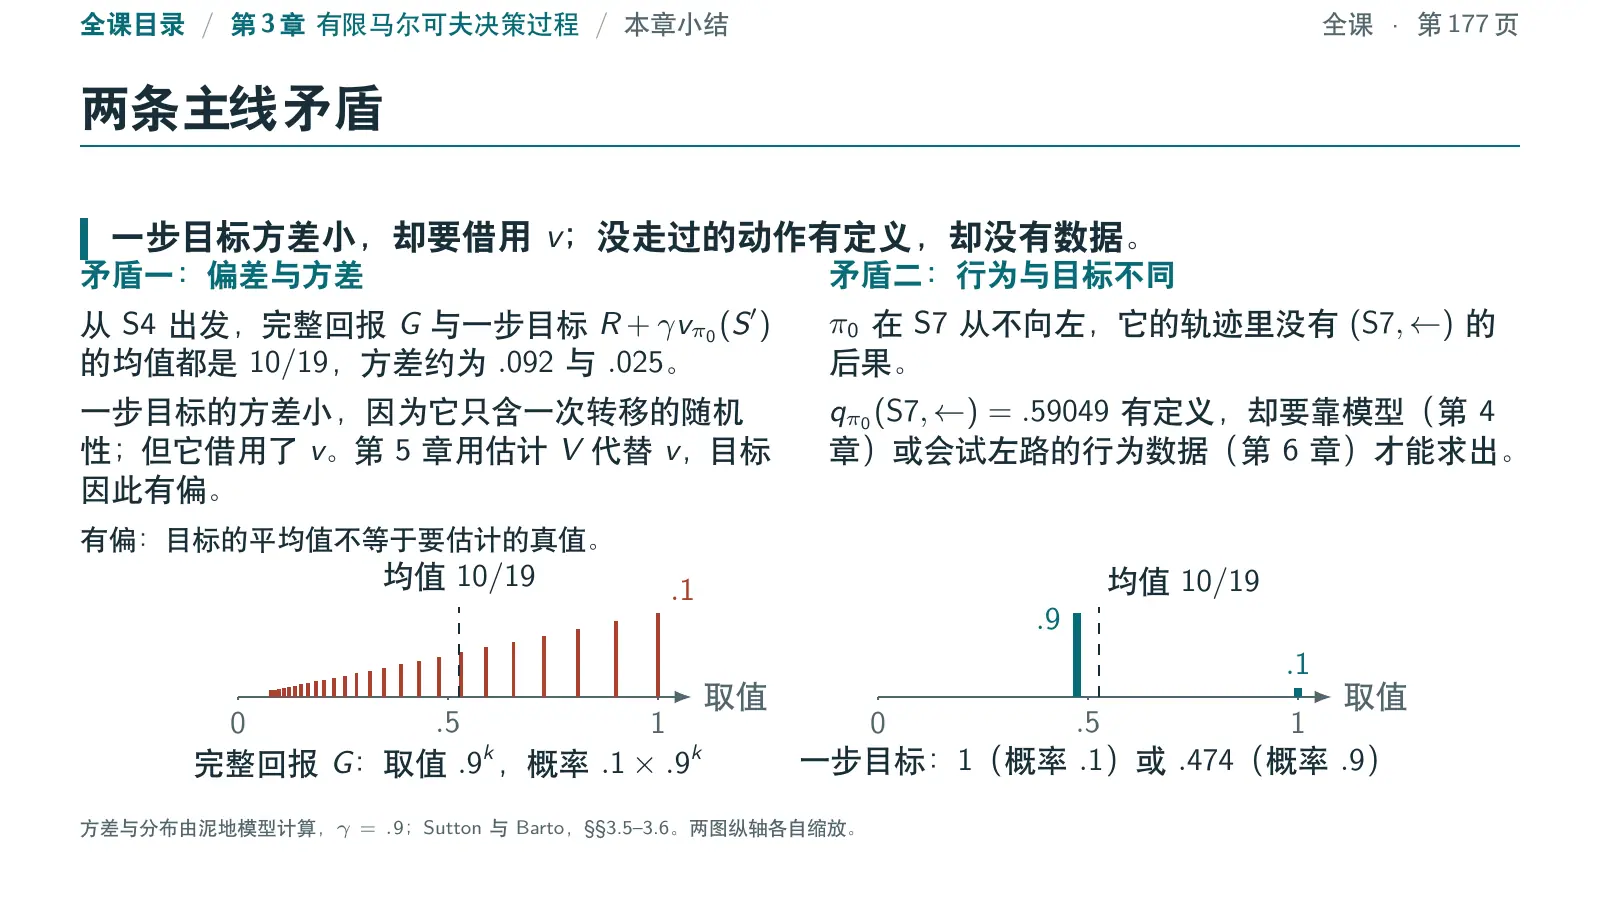 全课目录 / 第 3 章 有限马尔可夫决策过程 / 本章小结
全课 · 第 177 页
两条主线矛盾
一步目标方差小，却要借用 v；没走过的动作有定义，却没有数据。
矛盾一：偏差与方差
从 S4 出发，完整回报 G 与一步目标 R + γv_{π₀}(S′)
的均值都是 10/19，方差约为 .092 与 .025。
一步目标的方差小，因为它只含一次转移的随机
性；但它借用了 v。第 5 章用估计 V 代替 v，目标
因此有偏。
有偏：目标的平均值不等于要估计的真值。
矛盾二：行为与目标不同
π₀ 在 S7 从不向左，它的轨迹里没有 (S7, ←) 的
后果。
q_{π₀}(S7, ←) = .59049 有定义，却要靠模型（第 4
章）或会试左路的行为数据（第 6 章）才能求出。
均值 10/19
.1
取值
0
.5
1
完整回报 G：取值 .9ᵏ，概率 .1 × .9ᵏ
均值 10/19
.9
.1
取值
0
.5
1
一步目标：1（概率 .1）或 .474（概率 .9）
方差与分布由泥地模型计算，γ = .9；Sutton 与 Barto，§§3.5–3.6。两图纵轴各自缩放。